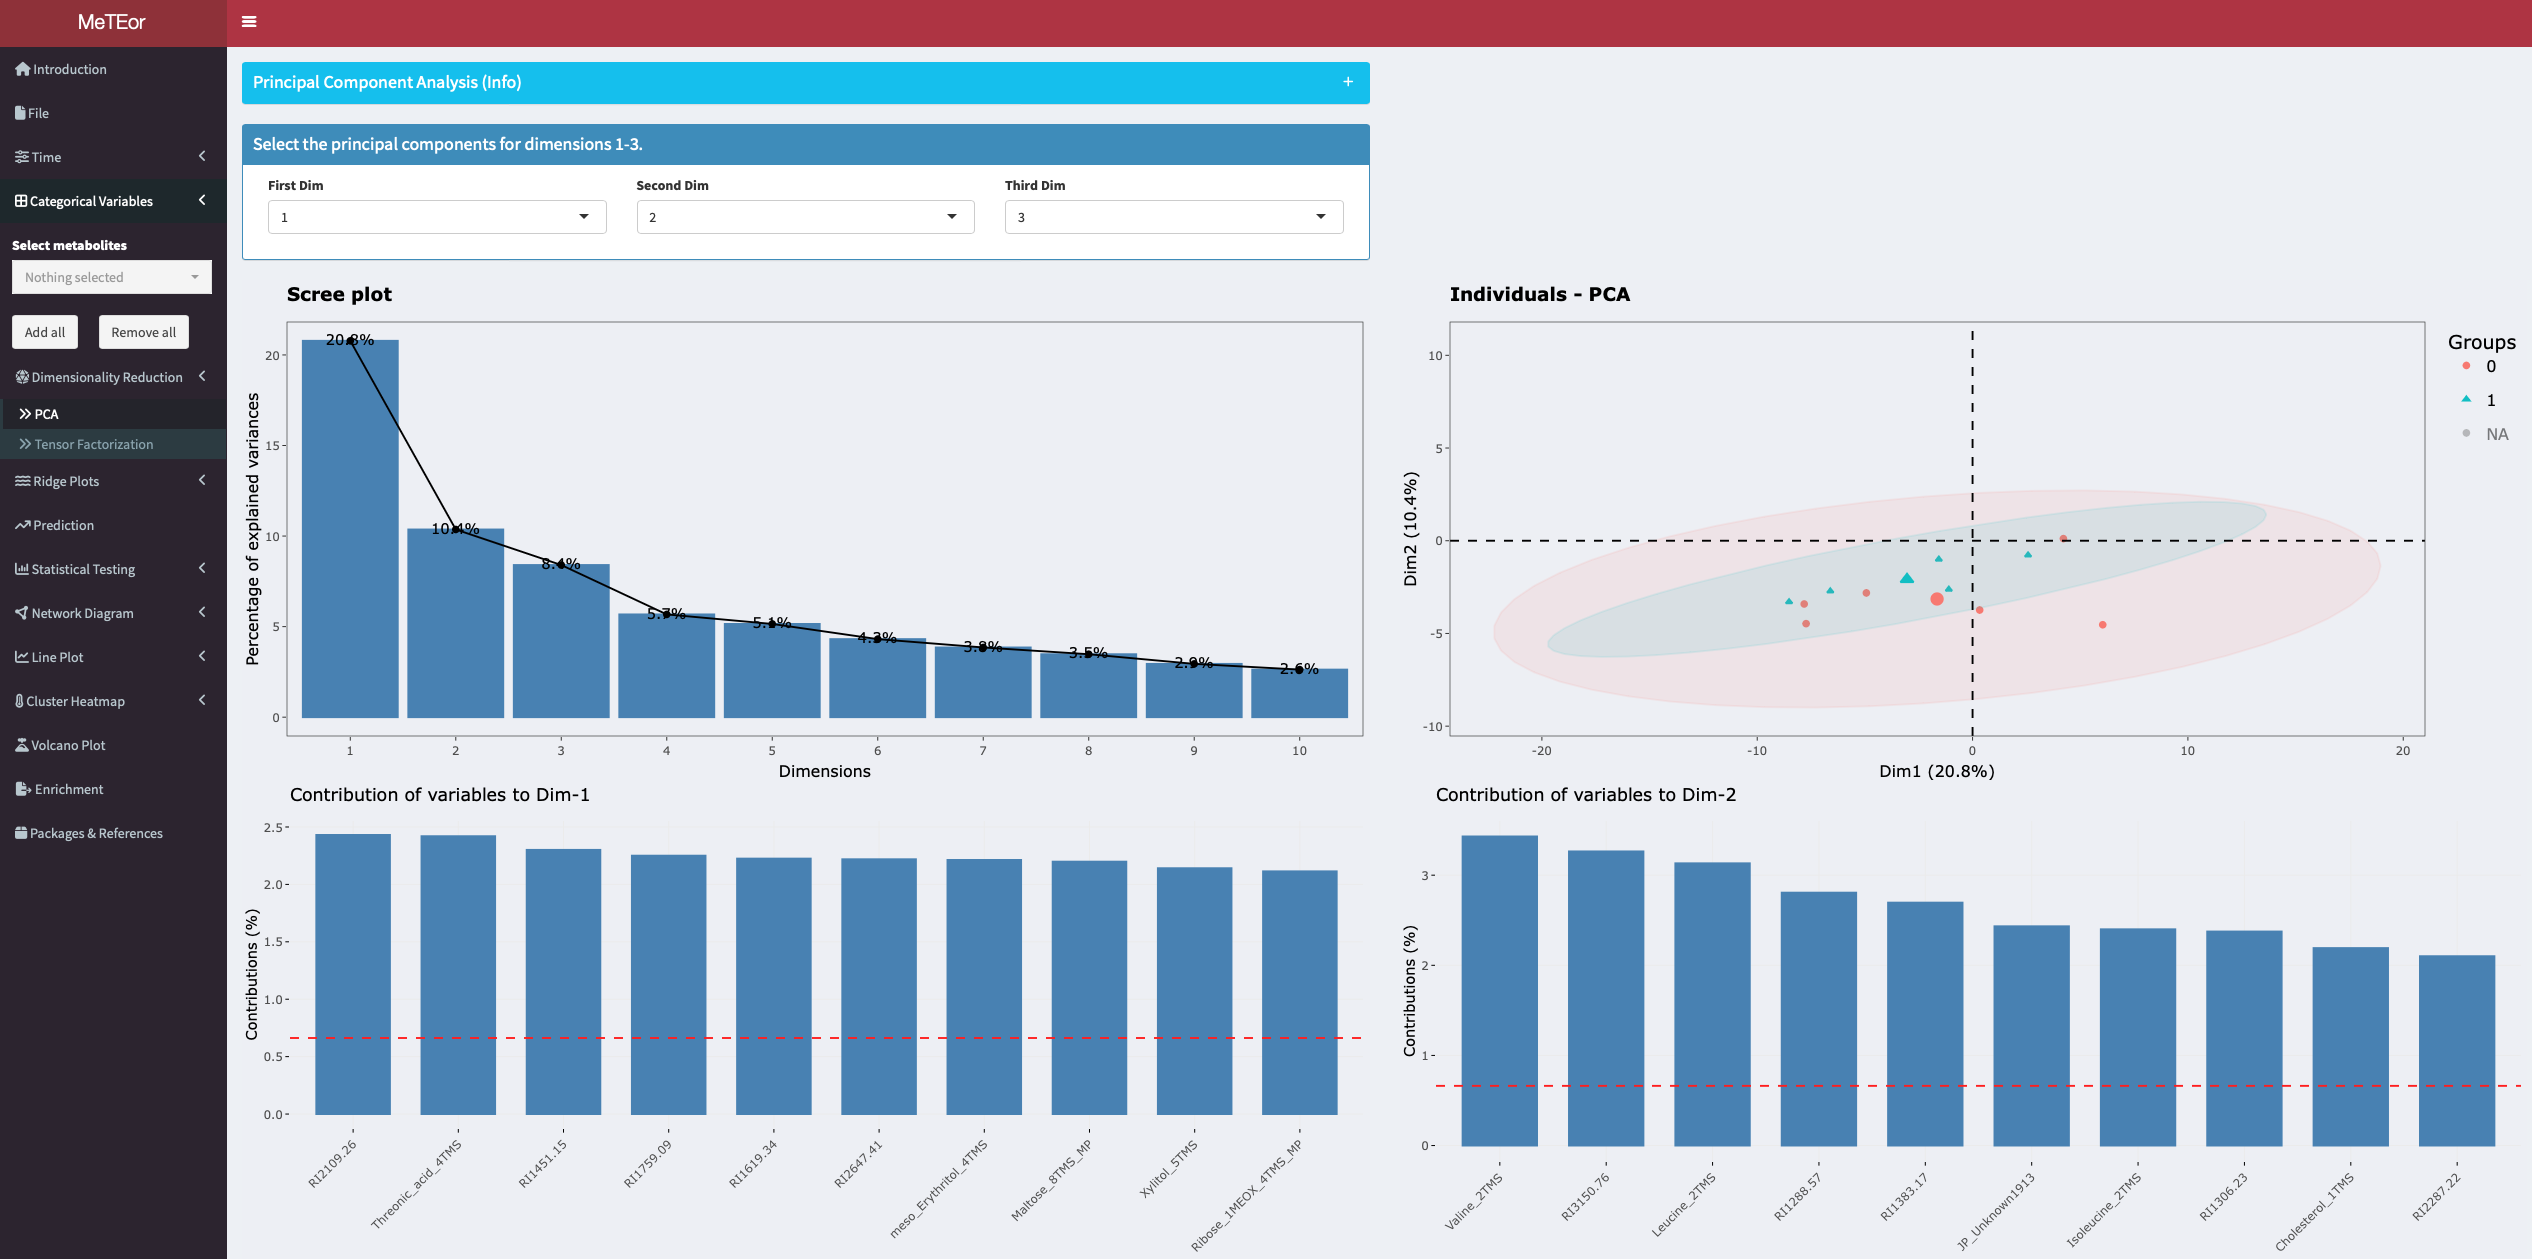 MeTEor
Introduction
File
Time
Categorical Variables
Select metabolites
Nothing selected
Add all
Remove all
Dimensionality Reduction
PCA
Tensor Factorization
Ridge Plots
Prediction
Statistical Testing
Network Diagram
Line Plot
Cluster Heatmap
Volcano Plot
Enrichment
Packages & References
Principal Component Analysis (Info)
+
Select the principal components for dimensions 1-3.
First Dim
Second Dim
Third Dim
1
2
3
Scree plot
Percentage of explained variances
20
15
10
5
0
20.8%
10.4%
8.4%
5.7%
5.1%
4.3%
3.8%
3.5%
2.9%
2.6%
1
2
3
4
5
6
7
8
9
10
Dimensions
Individuals - PCA
Dim2 (10.4%)
10
5
0
-5
-10
-20
-10
0
10
20
Dim1 (20.8%)
Groups
0
1
NA
Contribution of variables to Dim-1
Contributions (%)
2.5
2.0
1.5
1.0
0.5
0.0
RI2109.26
Threonic_acid_4TMS
RI1451.15
RI1759.09
RI1619.34
RI2647.41
meso_Erythritol_4TMS
Maltose_8TMS_MP
Xylitol_5TMS
Ribose_1MEOX_4TMS_MP
Contribution of variables to Dim-2
Contributions (%)
3
2
1
0
Valine_2TMS
RI3150.76
Leucine_2TMS
RI1288.57
RI1383.17
JP_Unknown1913
Isoleucine_2TMS
RI1306.23
Cholesterol_1TMS
RI2287.22